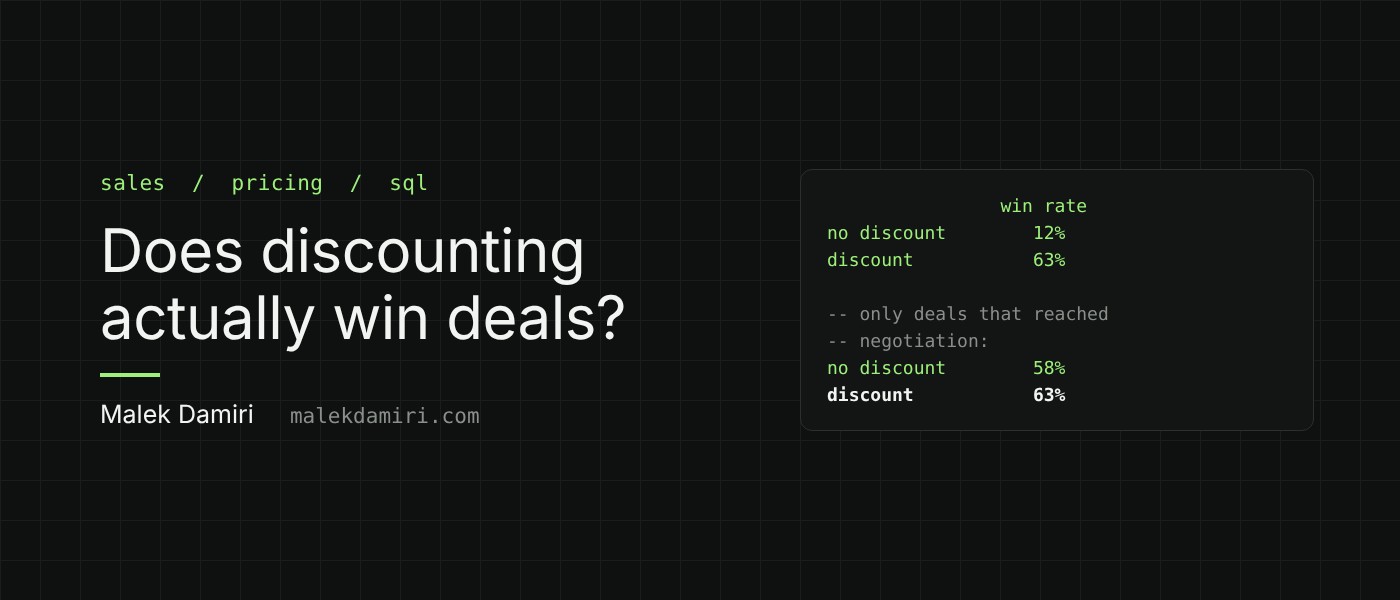 sales / pricing / sql
Does discounting
actually win deals?
Malek Damiri malekdamiri.com
win rate
no discount 12%
discount 63%
-- only deals that reached
-- negotiation:
no discount 58%
discount 63%